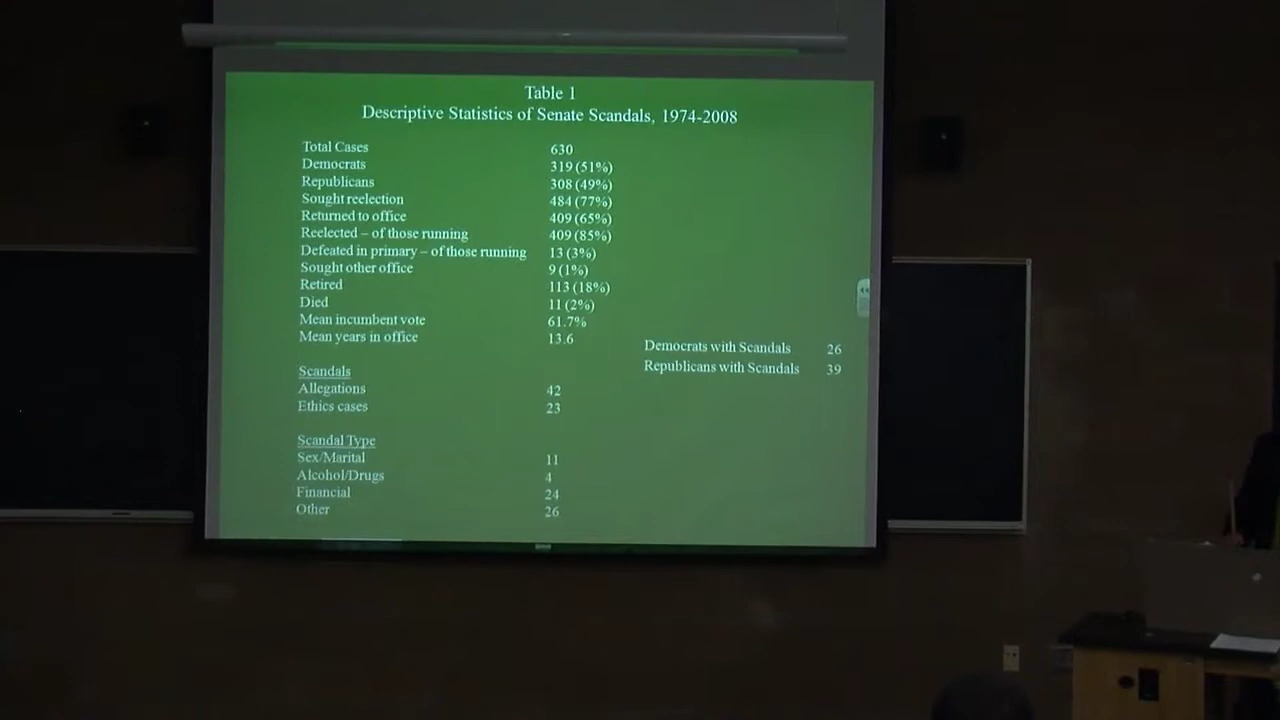 Table 1
Descriptive Statistics of Senate Scandals, 1974-2008
Total Cases 630
Democrats 319 (51%)
Republicans 308 (49%)
Sought reelection 484 (77%)
Returned to office 409 (65%)
Reelected – of those running 409 (85%)
Defeated in primary – of those running 13 (3%)
Sought other office 9 (1%)
Retired 113 (18%)
Died 11 (2%)
Mean incumbent vote 61.7%
Mean years in office 13.6
Democrats with Scandals 26
Republicans with Scandals 39
Scandals
Allegations 42
Ethics cases 23
Scandal Type
Sex/Marital 11
Alcohol/Drugs 4
Financial 24
Other 26